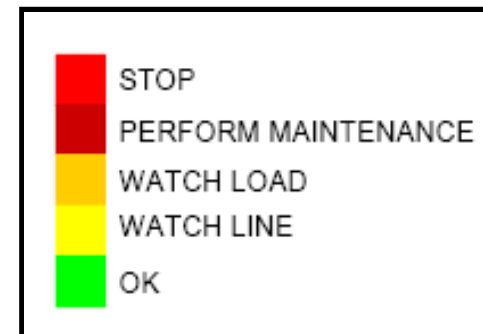 STOP
PERFORM MAINTENANCE
WATCH LOAD
WATCH LINE
OK